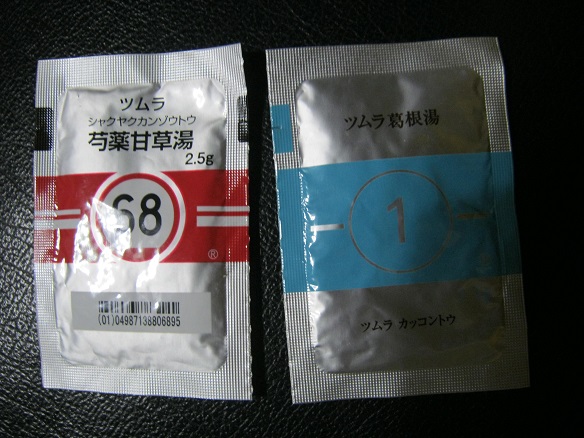 ツムラ
シャクヤクカンゾウトウ
芍薬甘草湯
2.5g
68
®
(01)04987138806895
ツムラ葛根湯
1
ツムラ カッコントウ